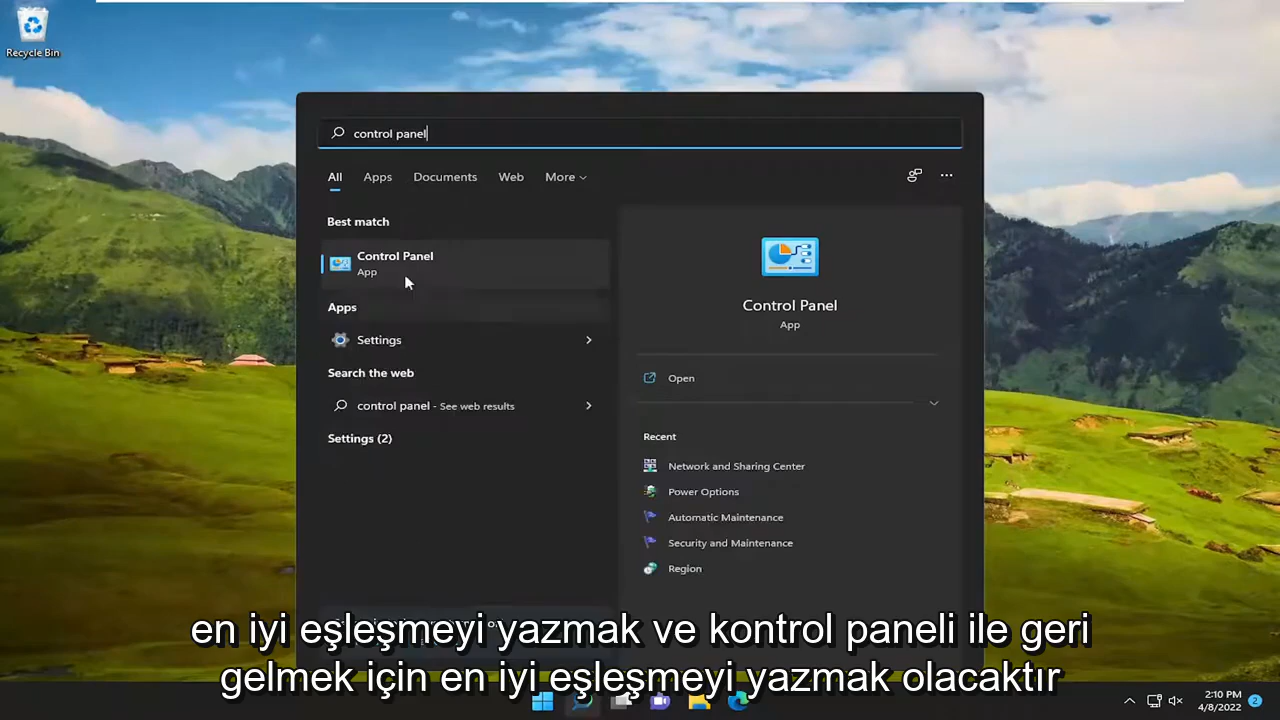 Recycle Bin
control panel
All Apps Documents Web More
Best match
Control Panel
App
Apps
Settings
Search the web
control panel - See web results
Settings (2)
Control Panel
App
Open
Recent
Network and Sharing Center
Power Options
Automatic Maintenance
Security and Maintenance
Region
en iyi eşleşmeyi yazmak ve kontrol paneli ile geri
gelmek için en iyi eşleşmeyi yazmak olacaktır
2:10 PM
4/8/2022
2